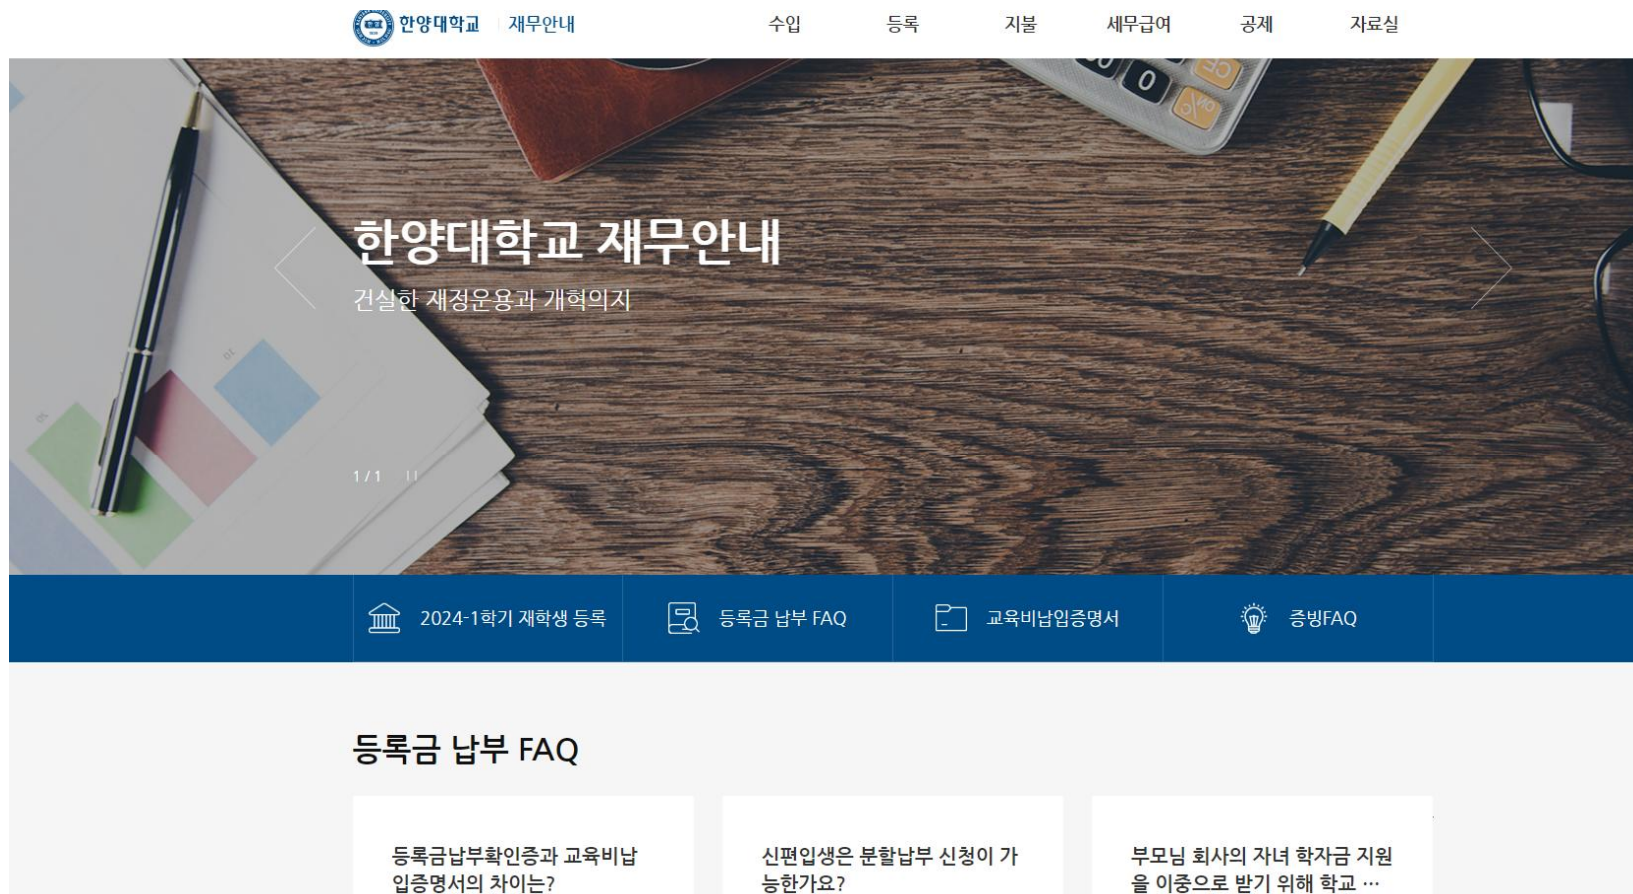 한양대학교 재무안내 수입 등록 지불 세무급여 공제 자료실
한양대학교 재무안내
건실한 재정운용과 개혁의지
1 / 1
2024-1학기 재학생 등록 등록금 납부 FAQ 교육비납입증명서 증빙FAQ
등록금 납부 FAQ
등록금납부확인증과 교육비납
입증명서의 차이는?
신편입생은 분할납부 신청이 가
능한가요?
부모님 회사의 자녀 학자금 지원
을 이중으로 받기 위해 학교 …